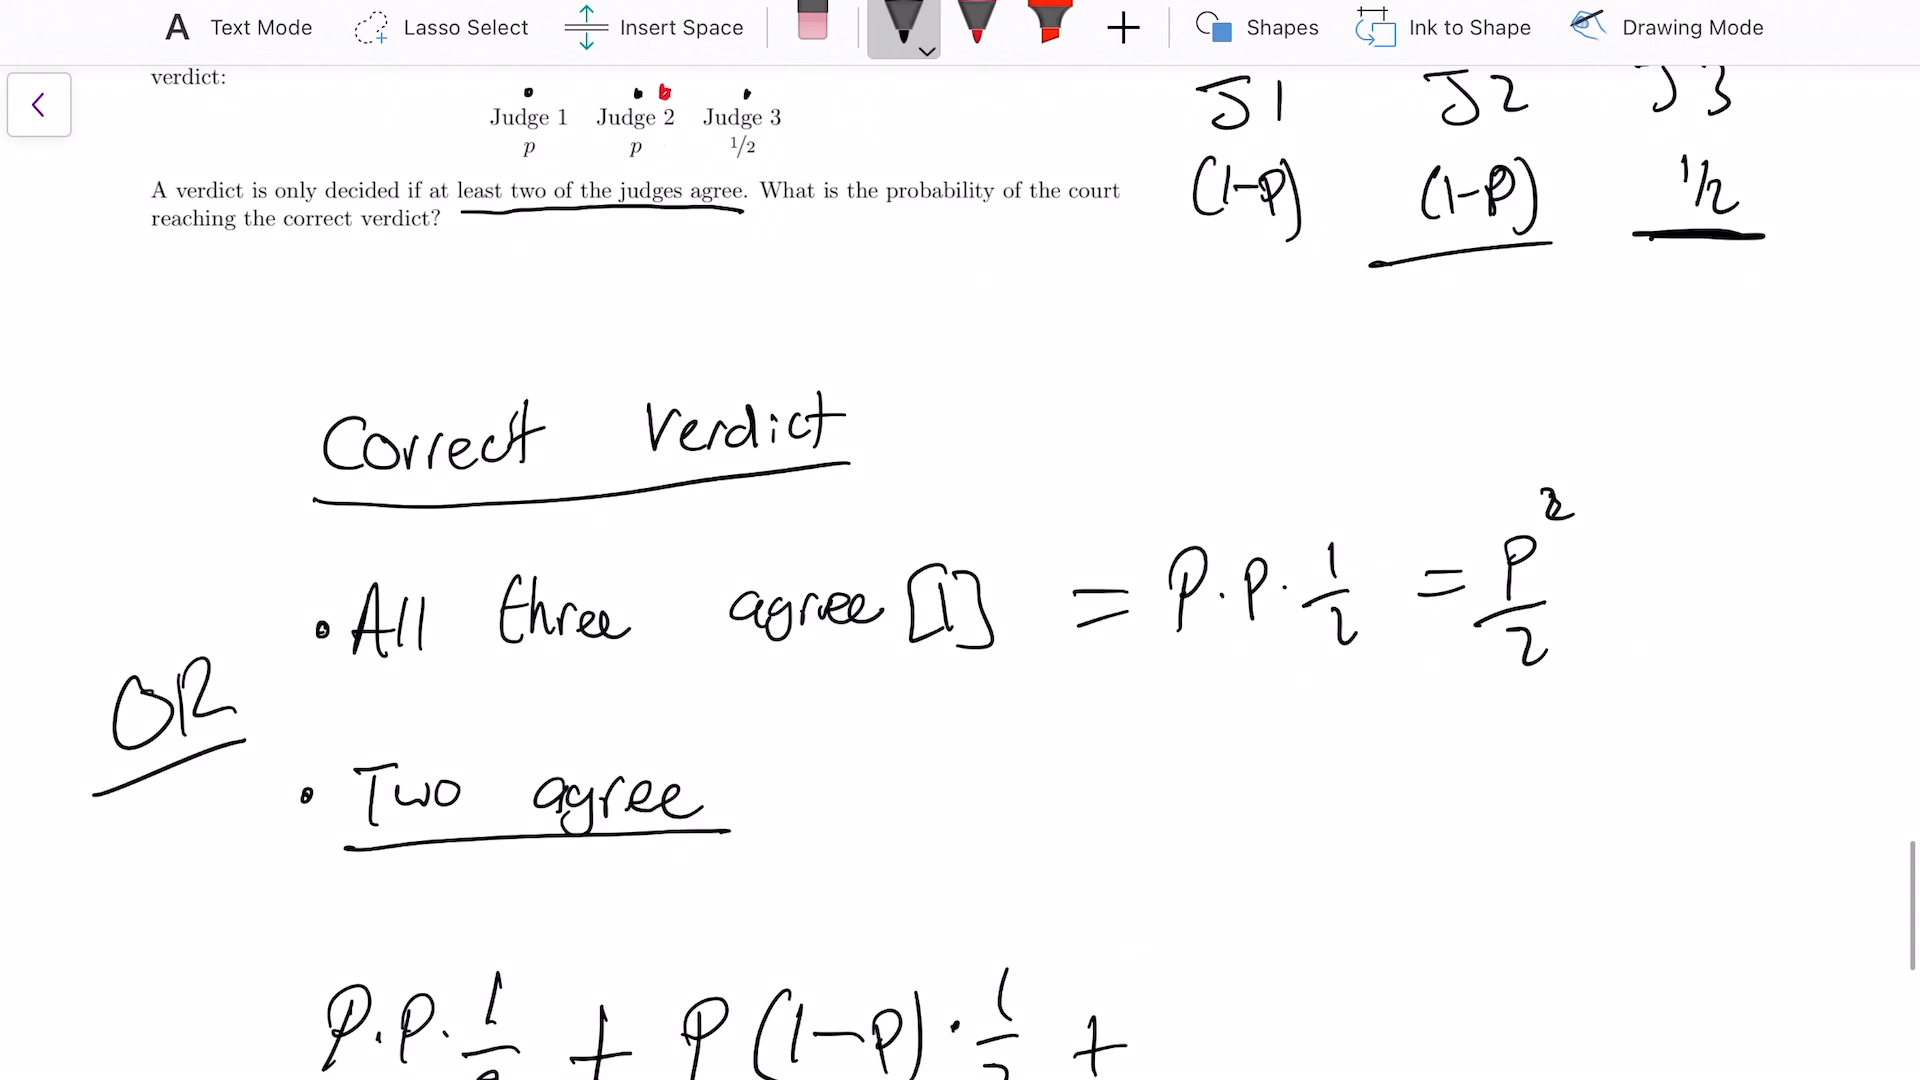 A Text Mode Lasso Select Insert Space Shapes Ink to Shape Drawing Mode
verdict:
Judge 1 Judge 2 Judge 3
p p 1/2
A verdict is only decided if at least two of the judges agree. What is the probability of the court
reaching the correct verdict?
J1 J2 J3
(1-p) (1-p) 1/2
Correct Verdict
• All three agree [1] = P.P.1/2 = P²/2
OR
• Two agree
P.P.1/2 + P(1-p)·1/2 +